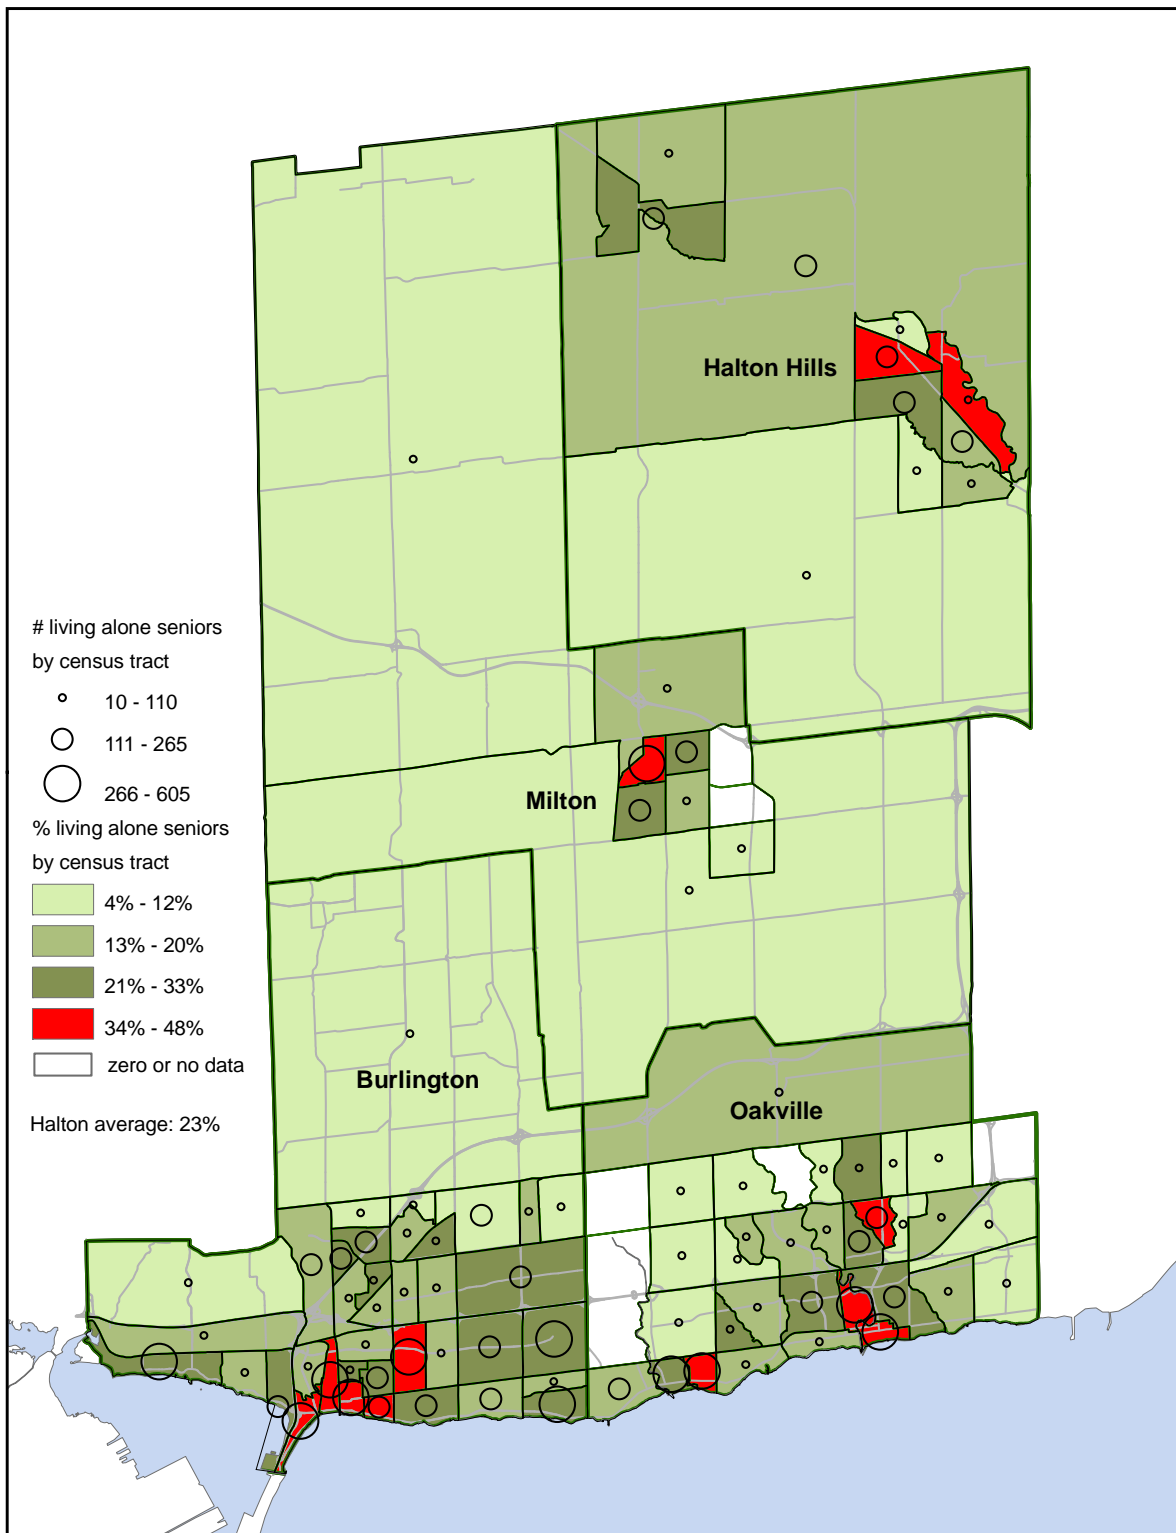 Halton Hills
# living alone seniors
by census tract
10 - 110
111 - 265
266 - 605
Milton
% living alone seniors
by census tract
4% - 12%
13% - 20%
21% - 33%
34% - 48%
zero or no data
Burlington
Oakville
Halton average: 23%